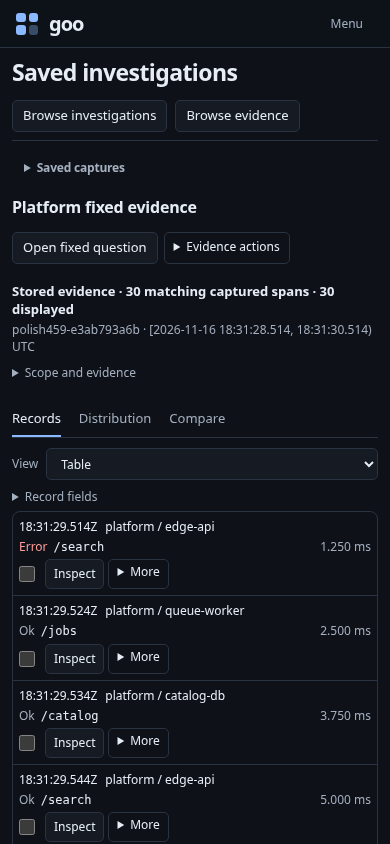 goo
Menu
Saved investigations
Browse investigations
Browse evidence
Saved captures
Platform fixed evidence
Open fixed question
Evidence actions
Stored evidence · 30 matching captured spans · 30
displayed
polish459-e3ab793a6b · [2026-11-16 18:31:28.514, 18:31:30.514)
UTC
Scope and evidence
Records Distribution Compare
View Table
Record fields
18:31:29.514Z platform / edge-api
Error /search 1.250 ms
Inspect More
18:31:29.524Z platform / queue-worker
Ok /jobs 2.500 ms
Inspect More
18:31:29.534Z platform / catalog-db
Ok /catalog 3.750 ms
Inspect More
18:31:29.544Z platform / edge-api
Ok /search 5.000 ms
Inspect More